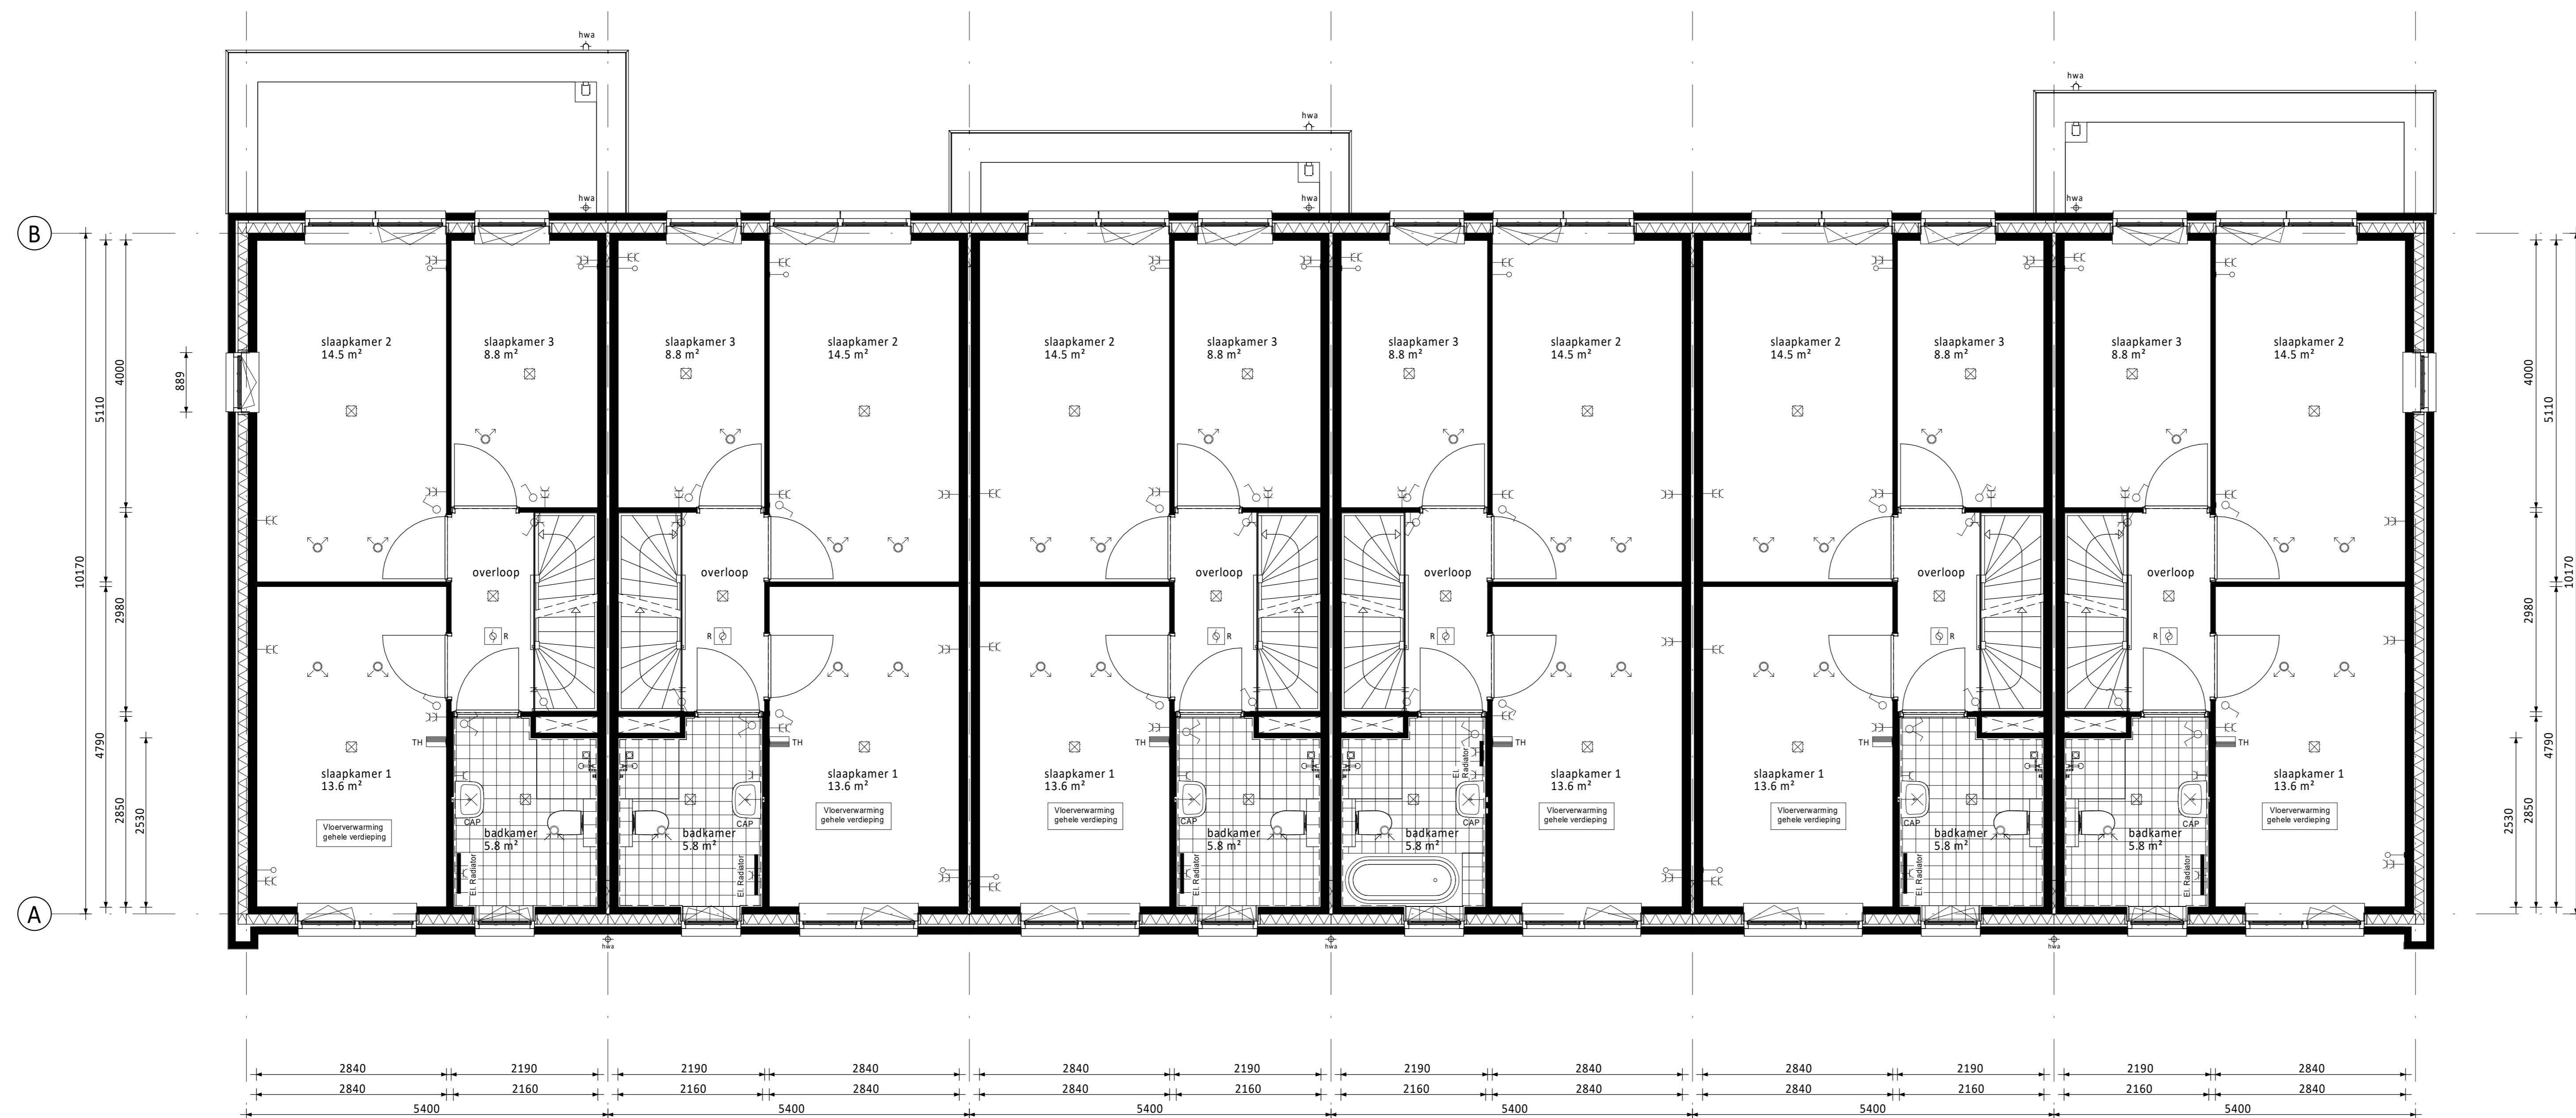 hwa
hwa
hwa
hwa
hwa
hwa
B
slaapkamer 2
14.5 m²
slaapkamer 3
8.8 m²
slaapkamer 3
8.8 m²
slaapkamer 2
14.5 m²
slaapkamer 2
14.5 m²
slaapkamer 3
8.8 m²
slaapkamer 3
8.8 m²
slaapkamer 2
14.5 m²
slaapkamer 2
14.5 m²
slaapkamer 3
8.8 m²
slaapkamer 3
8.8 m²
slaapkamer 2
14.5 m²
10170
5110
4790
4000
2980
2850
2530
889
4000
2980
2850
2530
5110
4790
10170
overloop
overloop
overloop
overloop
overloop
overloop
R
R
R
R
R
R
TH
TH
TH
TH
TH
TH
slaapkamer 1
13.6 m²
Vloerverwarming
gehele verdieping
CAP
badkamer
5.8 m²
El. Radiator
CAP
badkamer
5.8 m²
El. Radiator
slaapkamer 1
13.6 m²
Vloerverwarming
gehele verdieping
slaapkamer 1
13.6 m²
Vloerverwarming
gehele verdieping
CAP
badkamer
5.8 m²
El. Radiator
El.
Radiator
CAP
badkamer
5.8 m²
slaapkamer 1
13.6 m²
Vloerverwarming
gehele verdieping
slaapkamer 1
13.6 m²
Vloerverwarming
gehele verdieping
CAP
badkamer
5.8 m²
El. Radiator
CAP
badkamer
5.8 m²
El. Radiator
slaapkamer 1
13.6 m²
Vloerverwarming
gehele verdieping
A
hwa
hwa
hwa
2840 2190 2190 2840 2840 2190 2190 2840 2840 2190 2190 2840
2840 2160 2160 2840 2840 2160 2160 2840 2840 2160 2160 2840
5400 5400 5400 5400 5400 5400